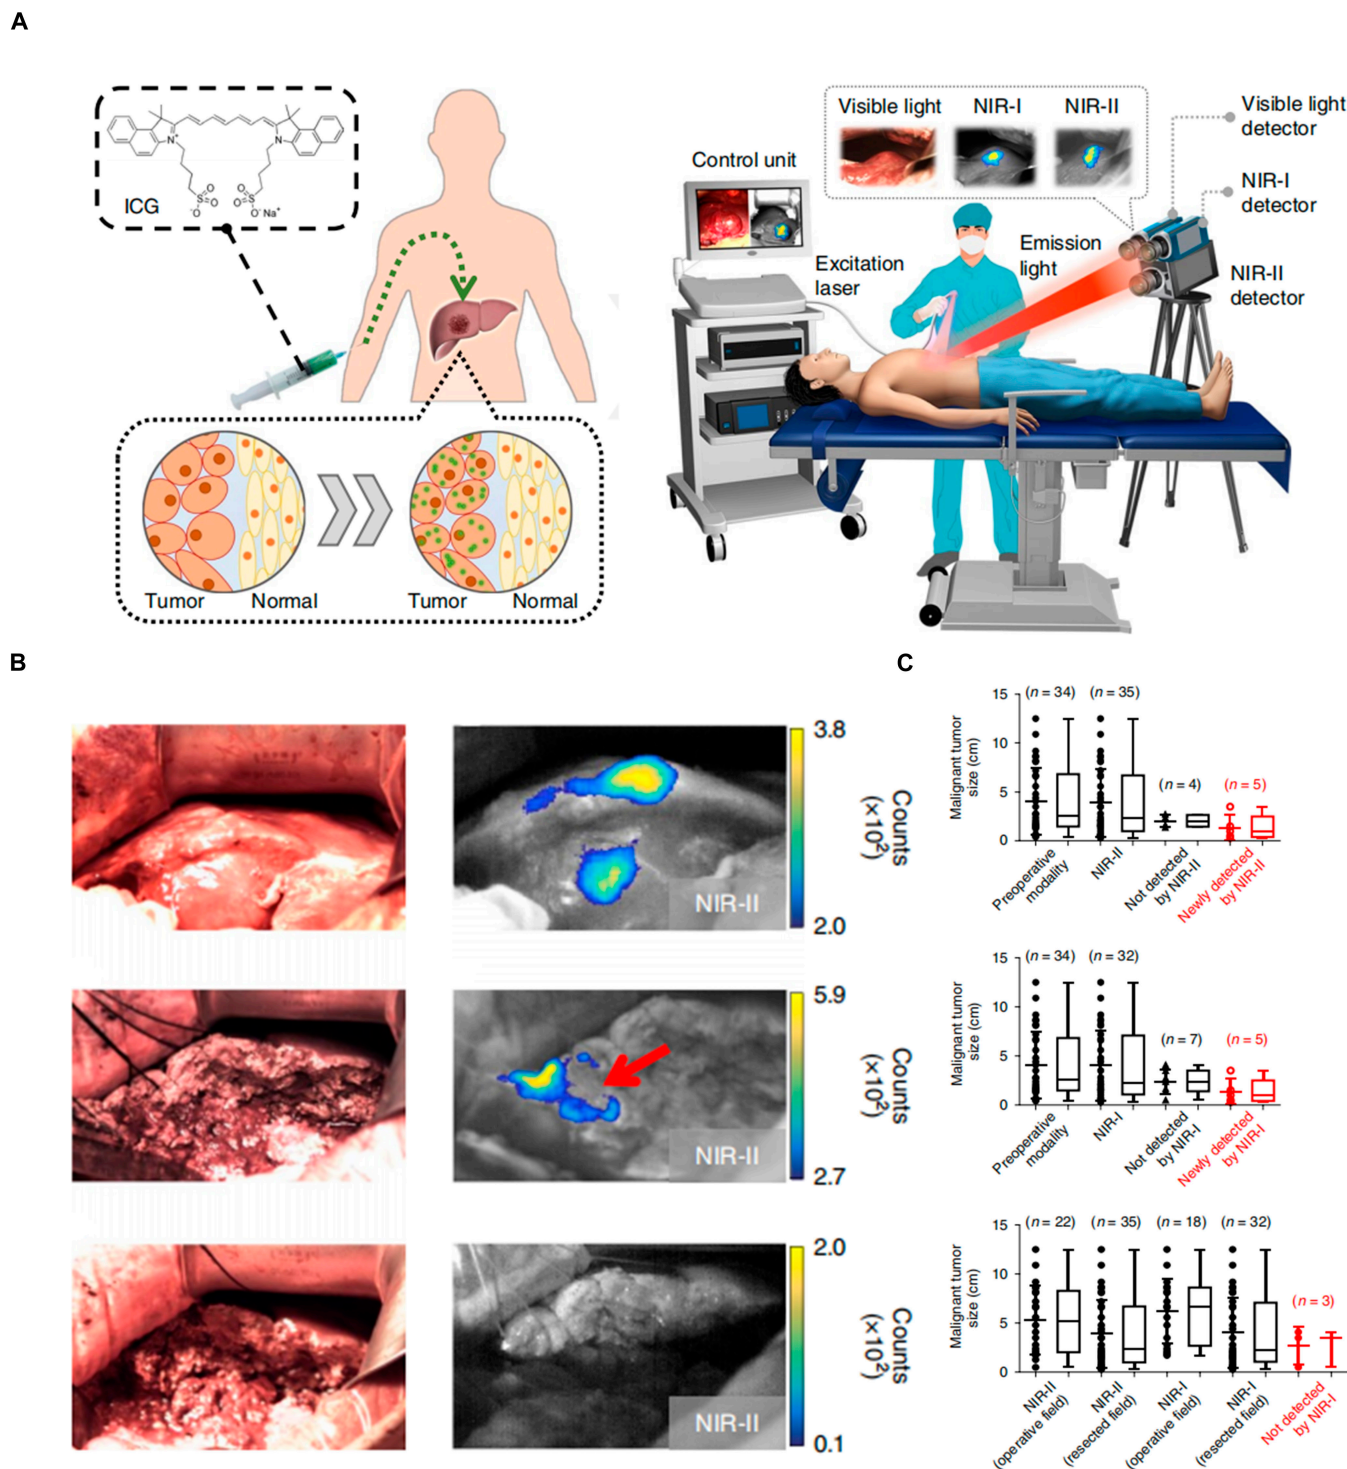 A
ICG
N
+
N
O
S
O
O
-
O
S
O
O
-
Na+
Tumor
Normal
Tumor
Normal
Visible light
NIR-I
NIR-II
Visible light
detector
Control unit
NIR-I
detector
Excitation
laser
Emission
light
NIR-II
detector
B
NIR-II
3.8
2.0
Counts
(×10²)
NIR-II
5.9
2.7
Counts
(×10²)
NIR-II
2.0
0.1
Counts
(×10²)
C
Malignant tumor
size (cm)
15
10
5
0
(n = 34)
(n = 35)
(n = 4)
(n = 5)
Preoperative
modality
NIR-II
Not detected
by NIR-II
Newly detected
by NIR-II
Malignant tumor
size (cm)
15
10
5
0
(n = 34)
(n = 32)
(n = 7)
(n = 5)
Preoperative
modality
NIR-I
Not detected
by NIR-I
Newly detected
by NIR-I
Malignant tumor
size (cm)
15
10
5
0
(n = 22)
(n = 35)
(n = 18)
(n = 32)
(n = 3)
NIR-II
(operative field)
NIR-II
(resected field)
NIR-I
(operative field)
NIR-I
(resected field)
Not detected
by NIR-I